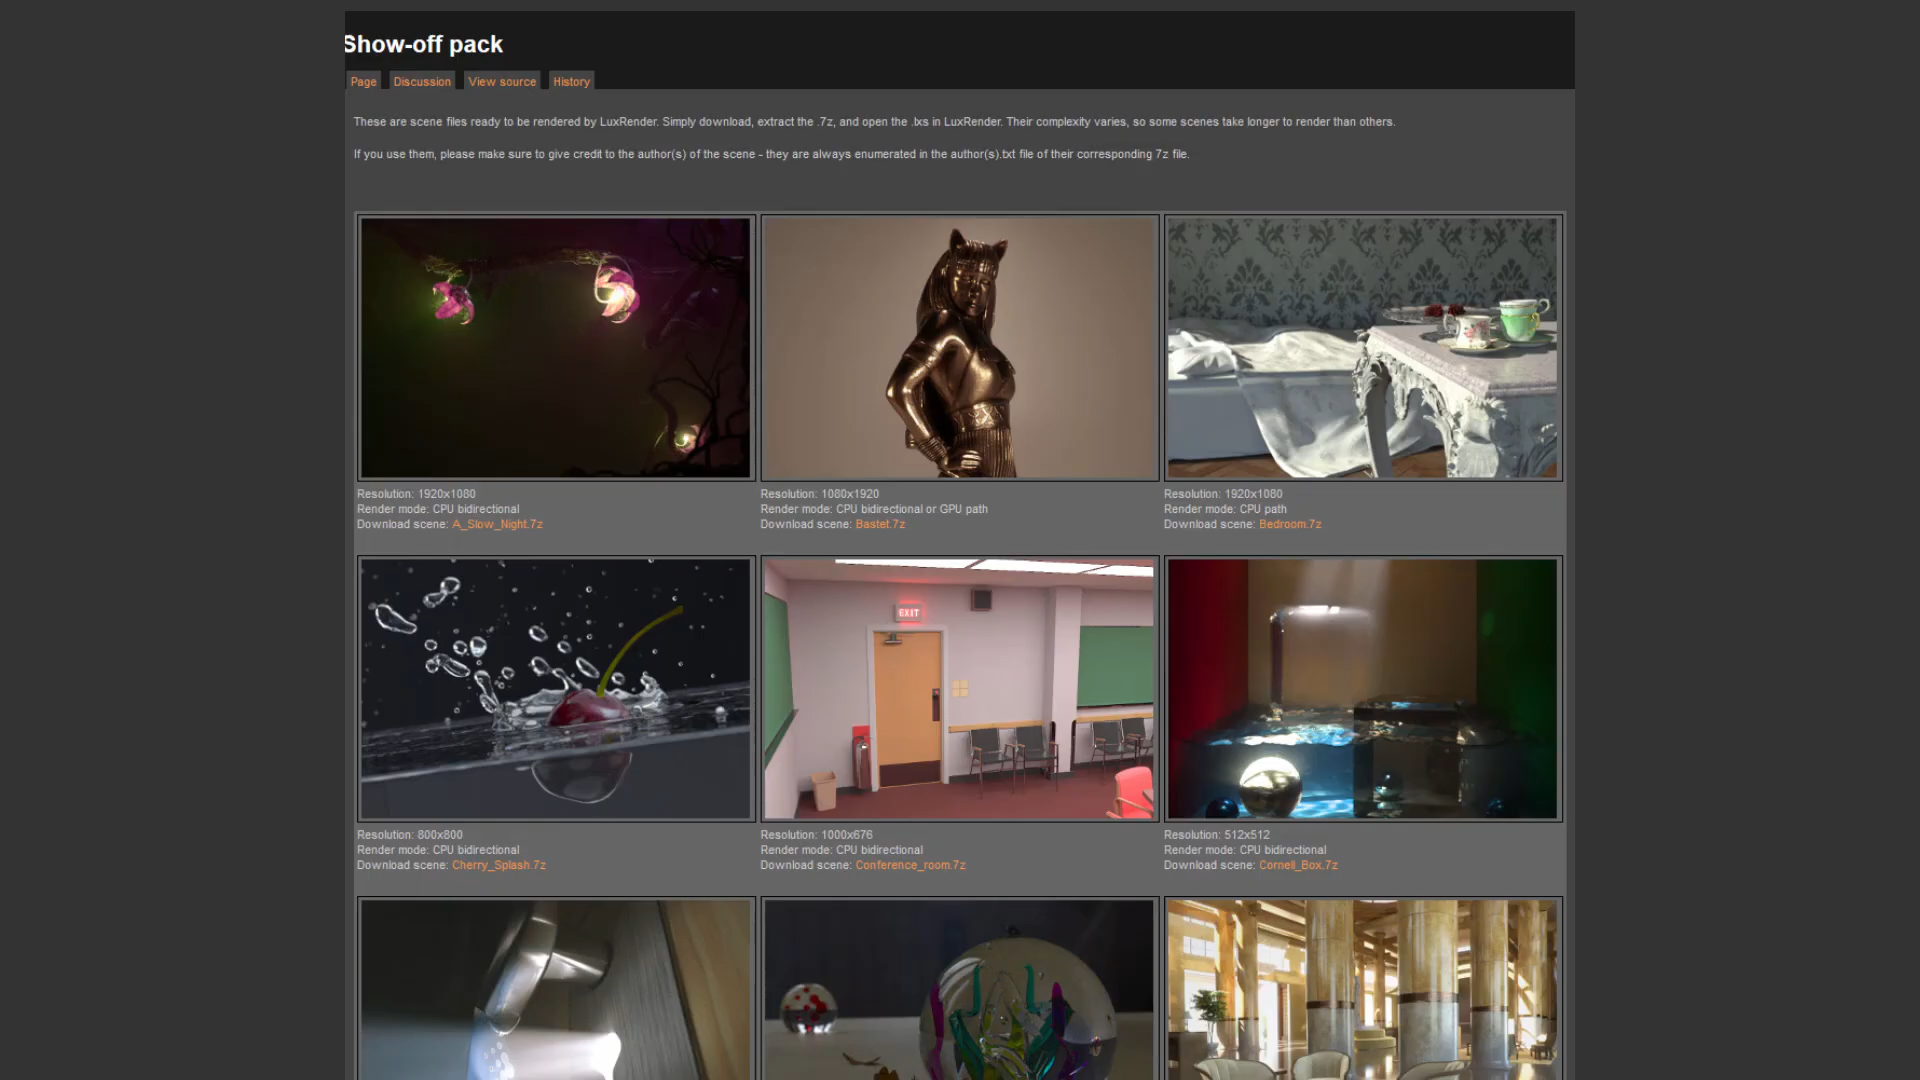 Show-off pack
Page Discussion View source History
These are scene files ready to be rendered by LuxRender. Simply download, extract the .7z, and open the .lxs in LuxRender. Their complexity varies, so some scenes take longer to render than others.
If you use them, please make sure to give credit to the author(s) of the scene - they are always enumerated in the author(s).txt file of their corresponding 7z file.
Resolution: 1920x1080
Render mode: CPU bidirectional
Download scene: A_Slow_Night.7z
Resolution: 1080x1920
Render mode: CPU bidirectional or GPU path
Download scene: Bastet.7z
Resolution: 1920x1080
Render mode: CPU path
Download scene: Bedroom.7z
EXIT
Resolution: 800x800
Render mode: CPU bidirectional
Download scene: Cherry_Splash.7z
Resolution: 1000x676
Render mode: CPU bidirectional
Download scene: Conference_room.7z
Resolution: 512x512
Render mode: CPU bidirectional
Download scene: Cornell_Box.7z